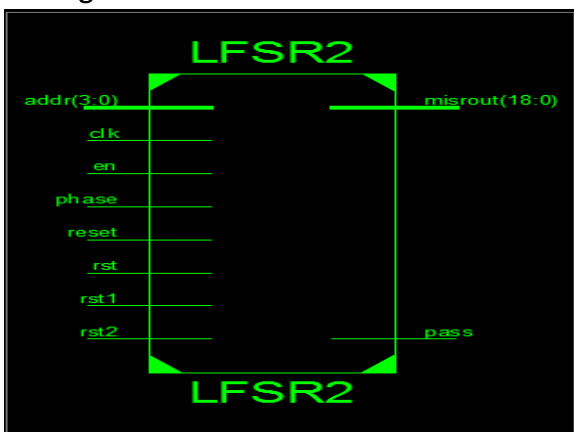 LFSR2
addr(3:0)
misrout(18:0)
clk
en
phase
reset
rst
rst1
rst2
pass
LFSR2